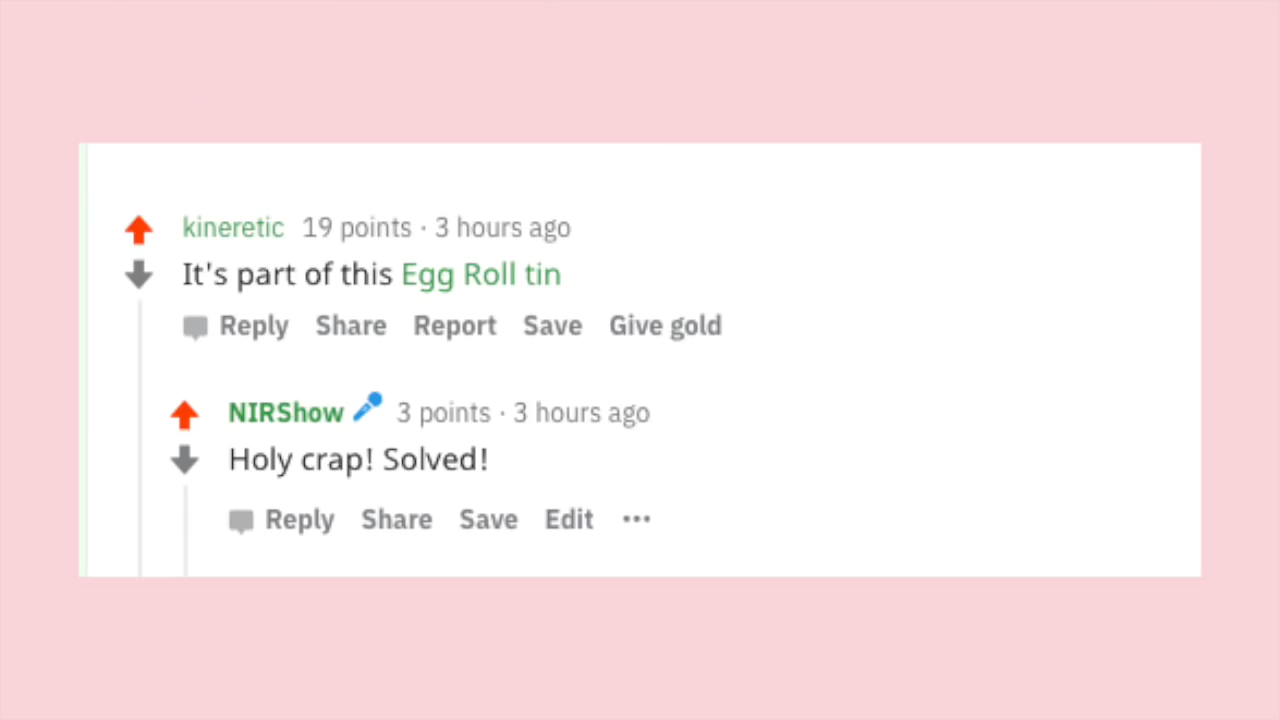 kineretic 19 points · 3 hours ago
It's part of this Egg Roll tin
Reply Share Report Save Give gold
NIRShow 3 points · 3 hours ago
Holy crap! Solved!
Reply Share Save Edit •••